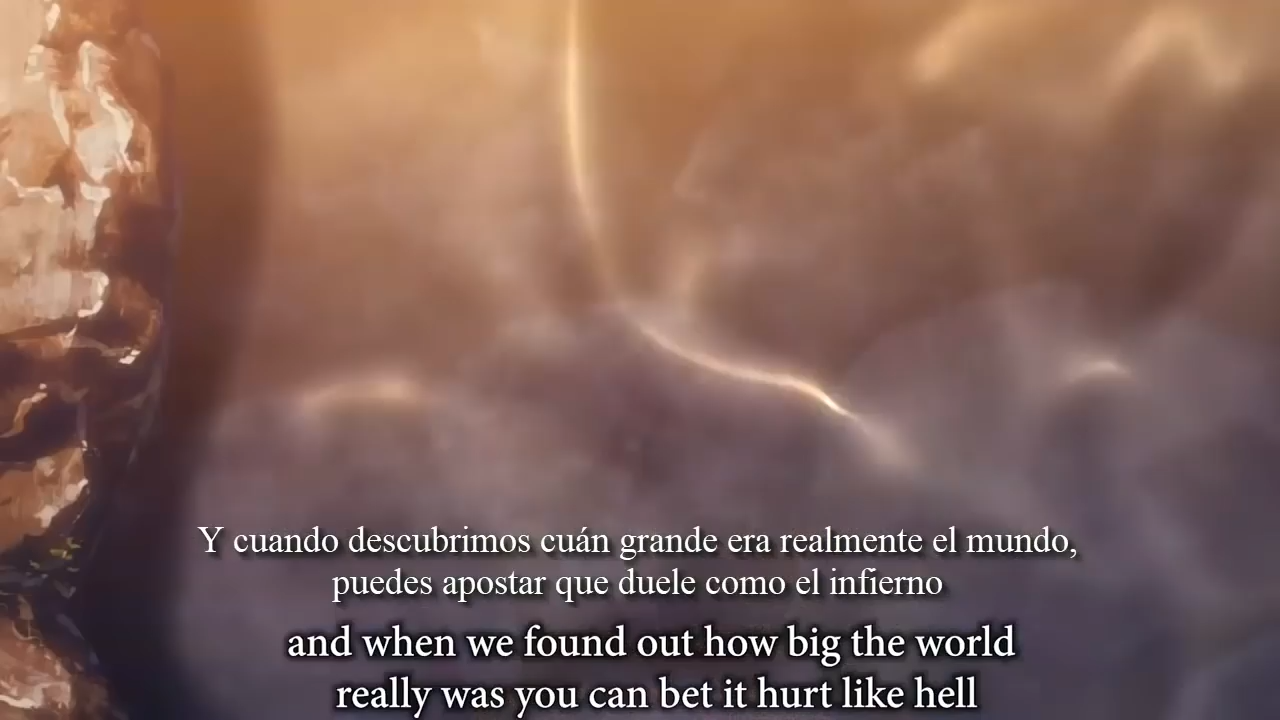 Y cuando descubrimos cuán grande era realmente el mundo,
puedes apostar que duele como el infierno
and when we found out how big the world
really was you can bet it hurt like hell